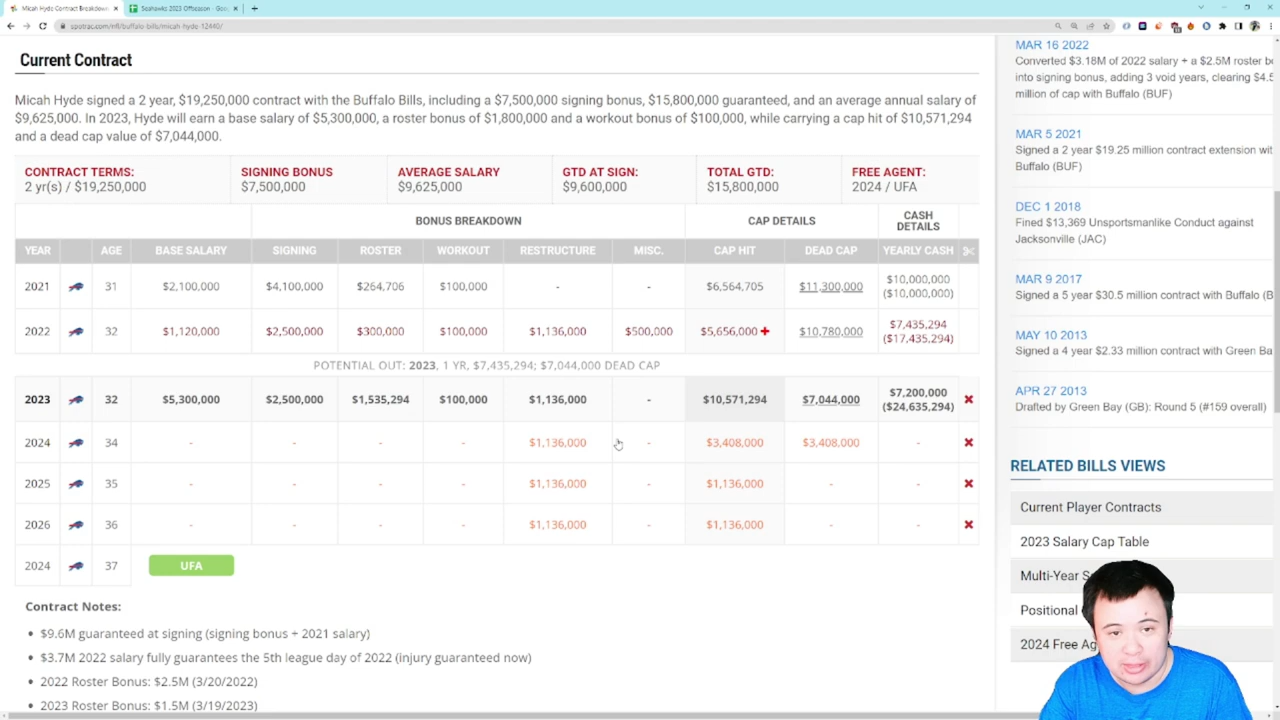 Micah Hyde Contract Breakdown
Seahawks 2023 Offseason - Goo
spotrac.com/nfl/buffalo-bills/micah-hyde-12440/
Current Contract
Micah Hyde signed a 2 year, $19,250,000 contract with the Buffalo Bills, including a $7,500,000 signing bonus, $15,800,000 guaranteed, and an average annual salary of
$9,625,000. In 2023, Hyde will earn a base salary of $5,300,000, a roster bonus of $1,800,000 and a workout bonus of $100,000, while carrying a cap hit of $10,571,294
and a dead cap value of $7,044,000.
CONTRACT TERMS: SIGNING BONUS AVERAGE SALARY GTD AT SIGN: TOTAL GTD: FREE AGENT:
2 yr(s) / $19,250,000 $7,500,000 $9,625,000 $9,600,000 $15,800,000 2024 / UFA
BONUS BREAKDOWN CAP DETAILS CASH DETAILS
YEAR AGE BASE SALARY SIGNING ROSTER WORKOUT RESTRUCTURE MISC. CAP HIT DEAD CAP YEARLY CASH
2021 31 $2,100,000 $4,100,000 $264,706 $100,000 - - $6,564,705 $11,300,000 $10,000,000
($10,000,000)
2022 32 $1,120,000 $2,500,000 $300,000 $100,000 $1,136,000 $500,000 $5,656,000 + $10,780,000 $7,435,294
($17,435,294)
POTENTIAL OUT: 2023, 1 YR, $7,435,294; $7,044,000 DEAD CAP
2023 32 $5,300,000 $2,500,000 $1,535,294 $100,000 $1,136,000 - $10,571,294 $7,044,000 $7,200,000
($24,635,294)
2024 34 - - - - $1,136,000 - $3,408,000 $3,408,000 -
2025 35 - - - - $1,136,000 - $1,136,000 - -
2026 36 - - - - $1,136,000 - $1,136,000 - -
2024 37 UFA
Contract Notes:
• $9.6M guaranteed at signing (signing bonus + 2021 salary)
• $3.7M 2022 salary fully guarantees the 5th league day of 2022 (injury guaranteed now)
• 2022 Roster Bonus: $2.5M (3/20/2022)
• 2023 Roster Bonus: $1.5M (3/19/2023)
MAR 16 2022
Converted $3.18M of 2022 salary + a $2.5M roster bo
into signing bonus, adding 3 void years, clearing $4.5
million of cap with Buffalo (BUF)
MAR 5 2021
Signed a 2 year $19.25 million contract extension wit
Buffalo (BUF)
DEC 1 2018
Fined $13,369 Unsportsmanlike Conduct against
Jacksonville (JAC)
MAR 9 2017
Signed a 5 year $30.5 million contract with Buffalo (B
MAY 10 2013
Signed a 4 year $2.33 million contract with Green Ba
APR 27 2013
Drafted by Green Bay (GB): Round 5 (#159 overall)
RELATED BILLS VIEWS
Current Player Contracts
2023 Salary Cap Table
Multi-Year S
Positional
2024 Free Ag